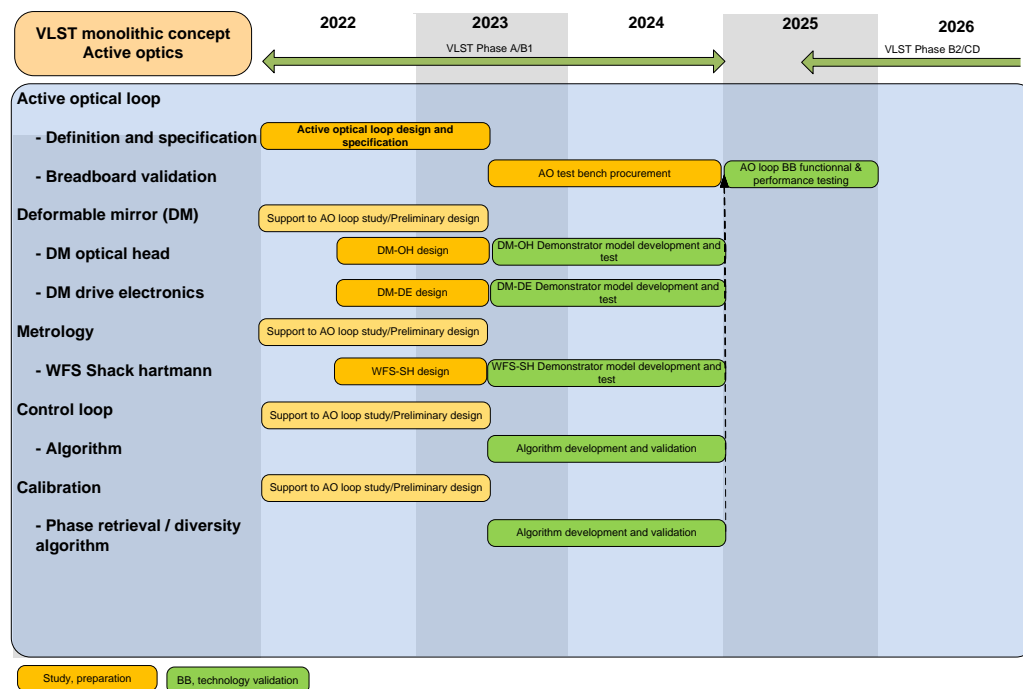 VLST monolithic concept
Active optics
2022
2023
2024
2025
2026
VLST Phase A/B1
VLST Phase B2/CD
Active optical loop
- Definition and specification
Active optical loop design and
specification
- Breadboard validation
AO test bench procurement
AO loop BB functionnal &
performance testing
Deformable mirror (DM)
Support to AO loop study/Preliminary design
- DM optical head
DM-OH design
DM-OH Demonstrator model development and
test
- DM drive electronics
DM-DE design
DM-DE Demonstrator model development and
test
Metrology
Support to AO loop study/Preliminary design
- WFS Shack hartmann
WFS-SH design
WFS-SH Demonstrator model development and
test
Control loop
Support to AO loop study/Preliminary design
- Algorithm
Algorithm development and validation
Calibration
Support to AO loop study/Preliminary design
- Phase retrieval / diversity
algorithm
Algorithm development and validation
Study, preparation
BB, technology validation